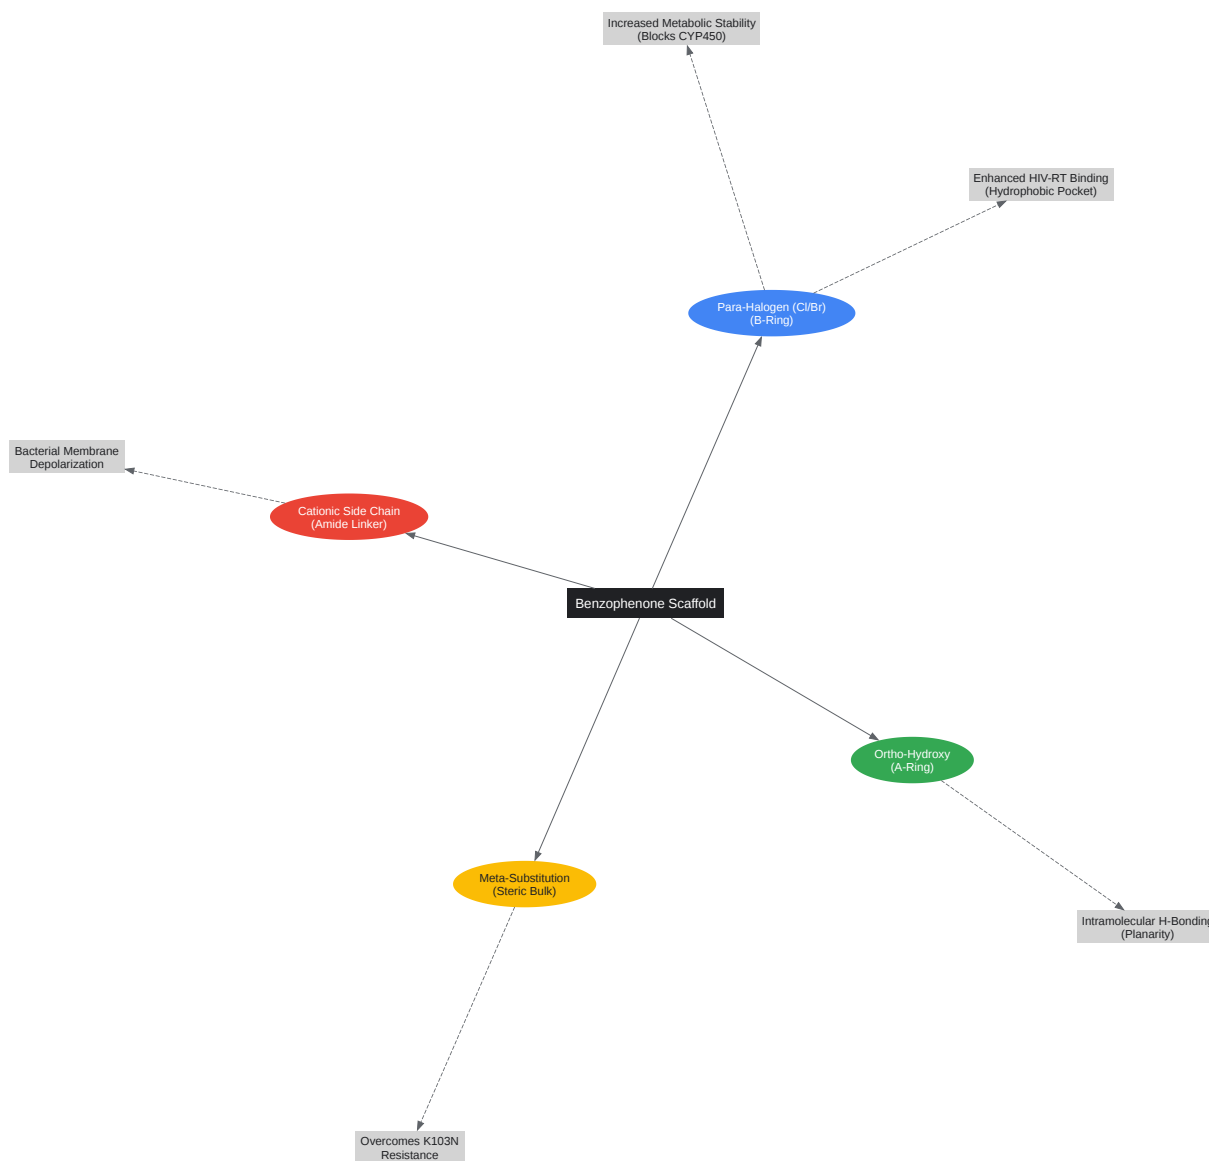 Increased Metabolic Stability
(Blocks CYP450)
Enhanced HIV-RT Binding
(Hydrophobic Pocket)
Para-Halogen (Cl/Br)
(B-Ring)
Bacterial Membrane
Depolarization
Cationic Side Chain
(Amide Linker)
Benzophenone Scaffold
Ortho-Hydroxy
(A-Ring)
Meta-Substitution
(Steric Bulk)
Intramolecular H-Bonding
(Planarity)
Overcomes K103N
Resistance